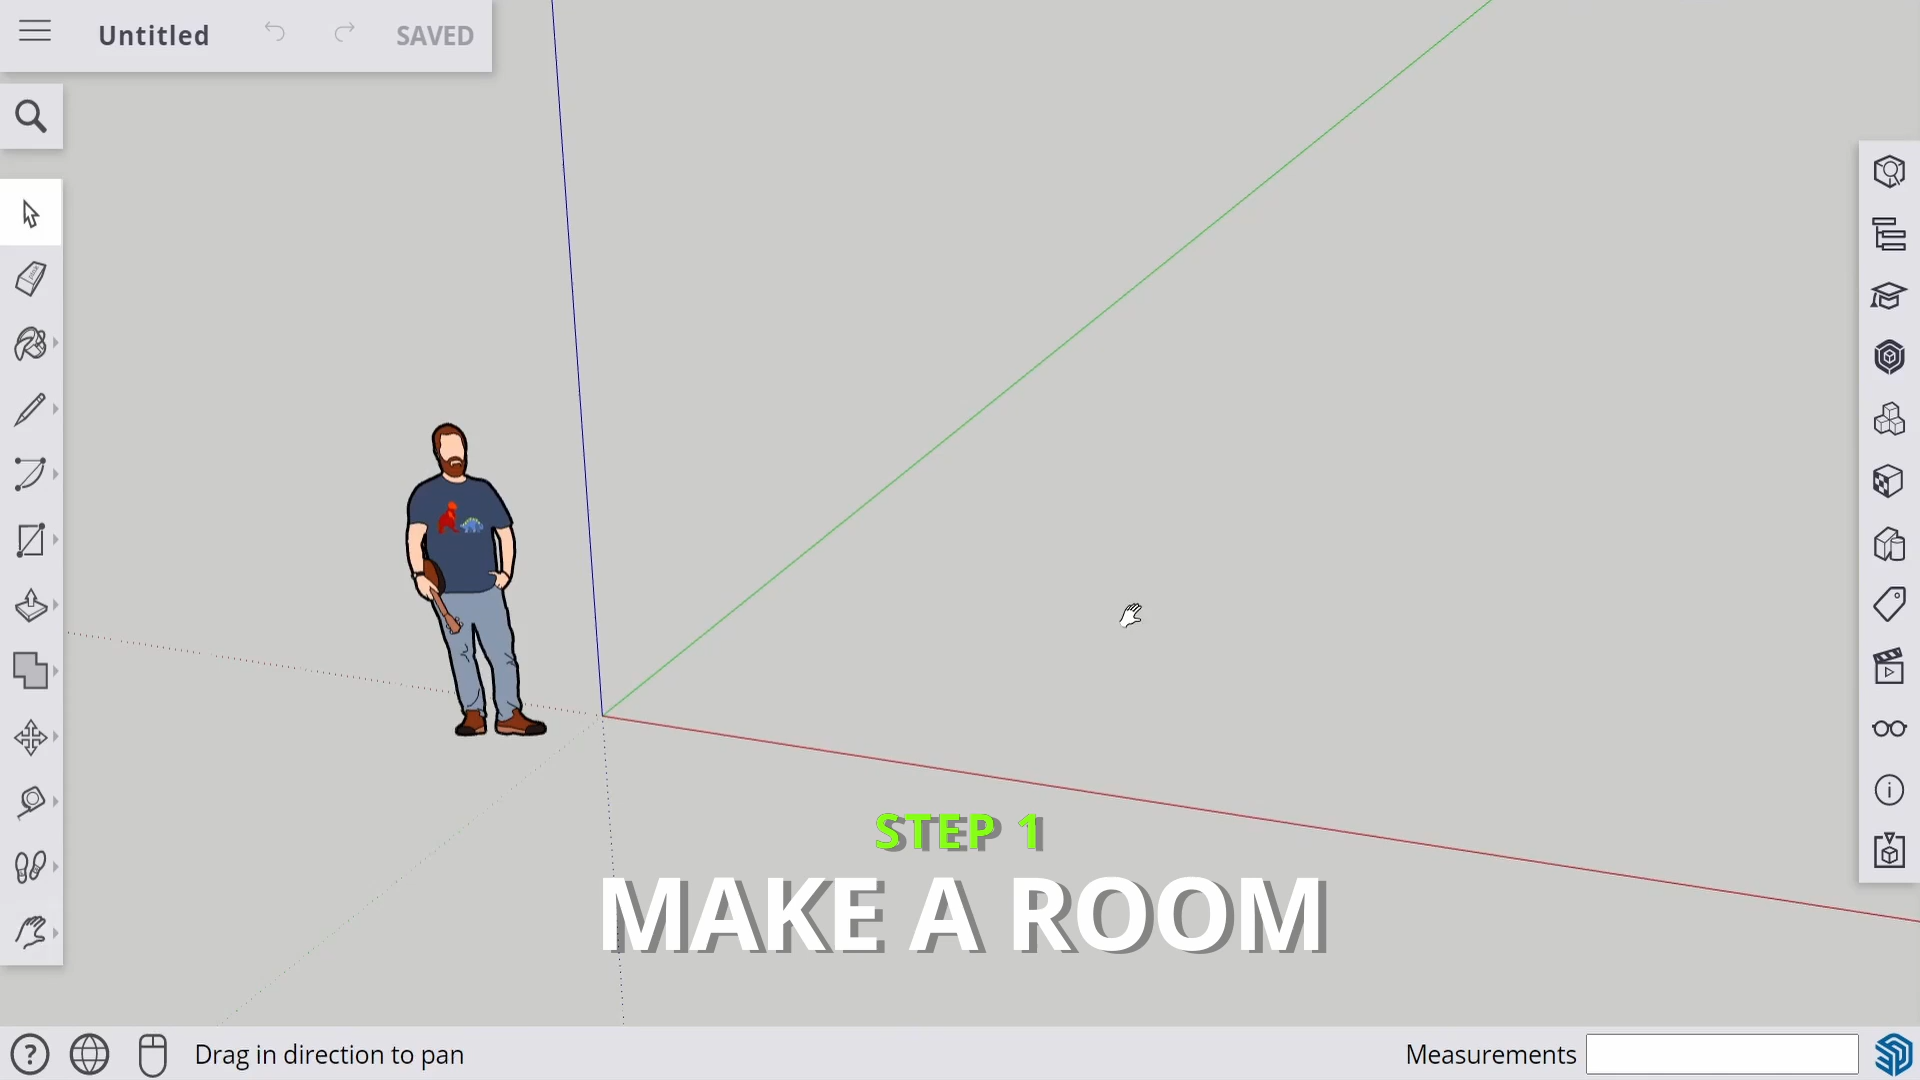 Untitled
SAVED
STEP 1
MAKE A ROOM
Drag in direction to pan
Measurements